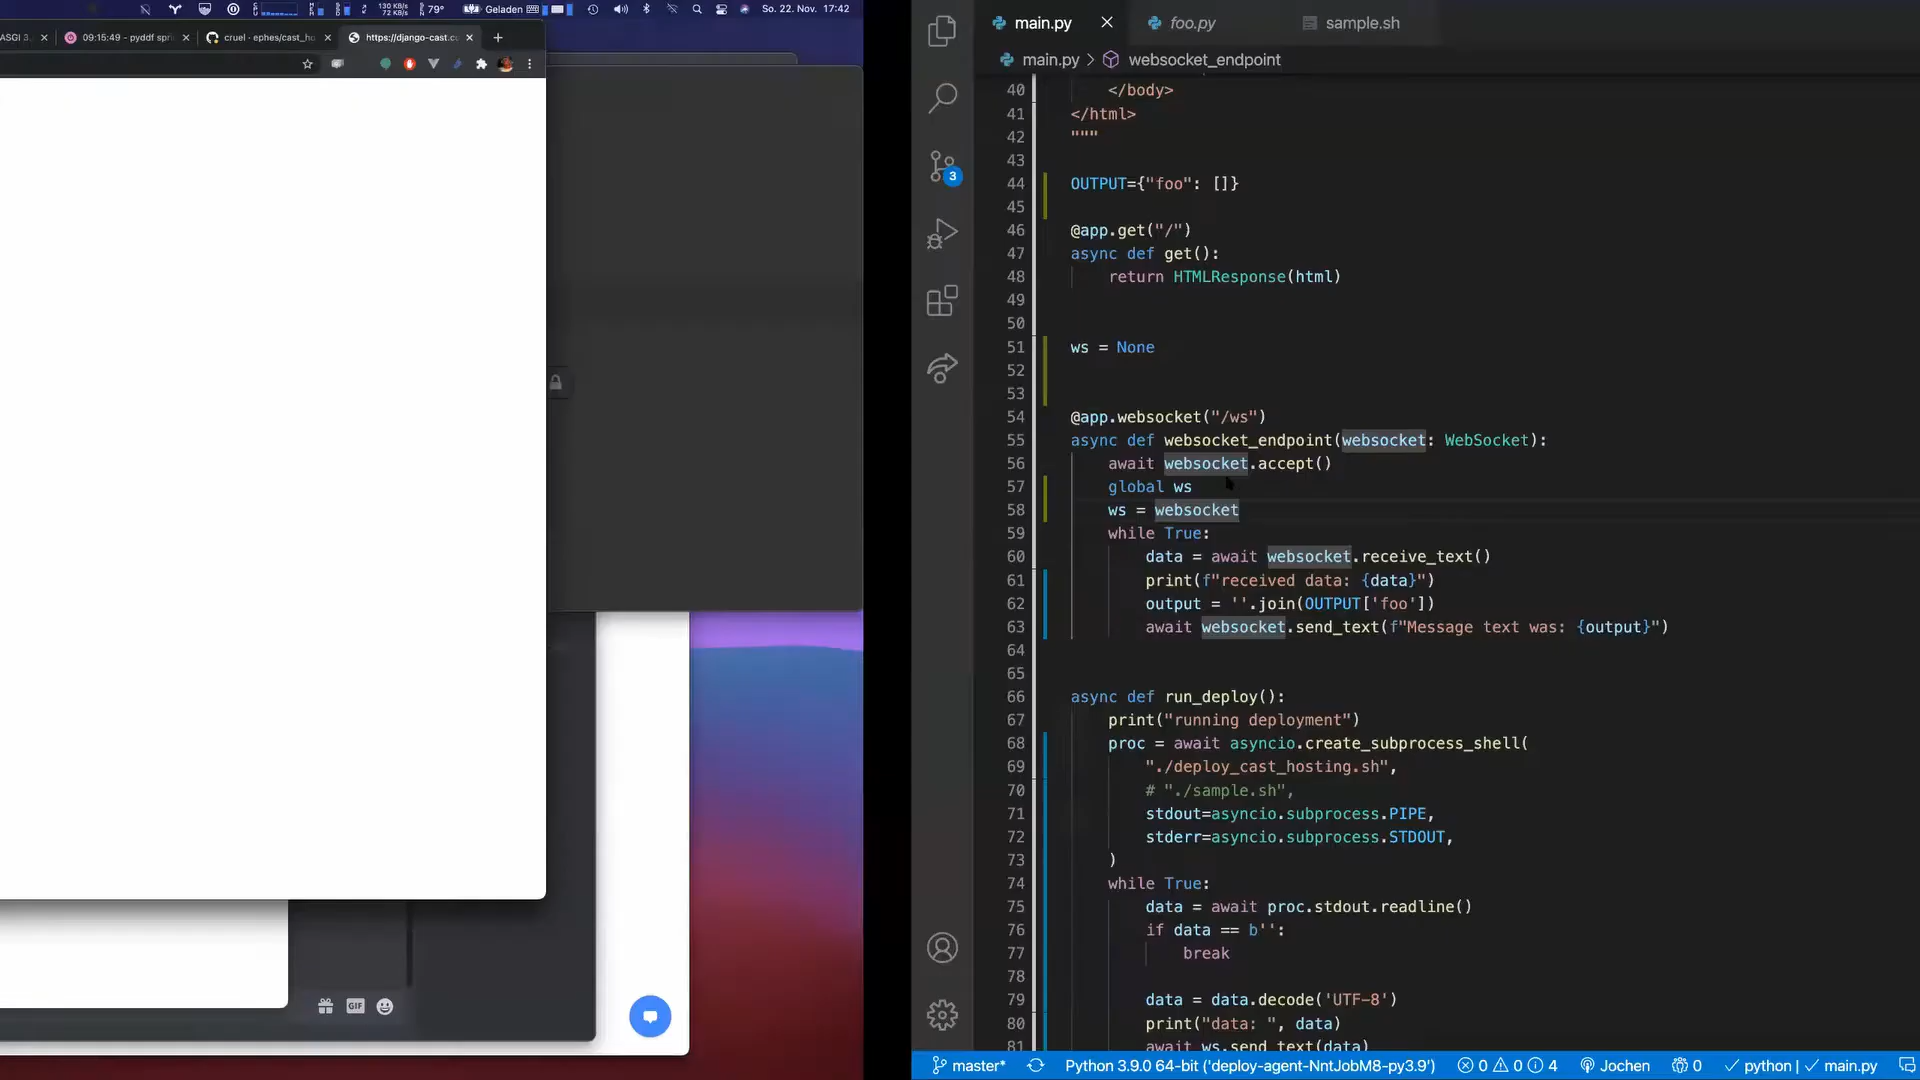 130 KB/s
72 KB/s
79°
Geladen
So. 22. Nov. 17:42
ASGI 3.
09:15:49 - pyddf spri
cruel · ephes/cast_ho
https://django-cast.c
GIF
main.py
foo.py
sample.sh
main.py > websocket_endpoint
3
40 </body>
41 </html>
42 """
43
44 OUTPUT={"foo": []}
45
46 @app.get("/")
47 async def get():
48 return HTMLResponse(html)
49
50
51 ws = None
52
53
54 @app.websocket("/ws")
55 async def websocket_endpoint(websocket: WebSocket):
56 await websocket.accept()
57 global ws
58 ws = websocket
59 while True:
60 data = await websocket.receive_text()
61 print(f"received data: {data}")
62 output = ''.join(OUTPUT['foo'])
63 await websocket.send_text(f"Message text was: {output}")
64
65
66 async def run_deploy():
67 print("running deployment")
68 proc = await asyncio.create_subprocess_shell(
69 "./deploy_cast_hosting.sh",
70 # "./sample.sh",
71 stdout=asyncio.subprocess.PIPE,
72 stderr=asyncio.subprocess.STDOUT,
73 )
74 while True:
75 data = await proc.stdout.readline()
76 if data == b'':
77 break
78
79 data = data.decode('UTF-8')
80 print("data: ", data)
81 await ws.send_text(data)
master* Python 3.9.0 64-bit ('deploy-agent-NntJobM8-py3.9') 0 0 4 Jochen 0 python | main.py